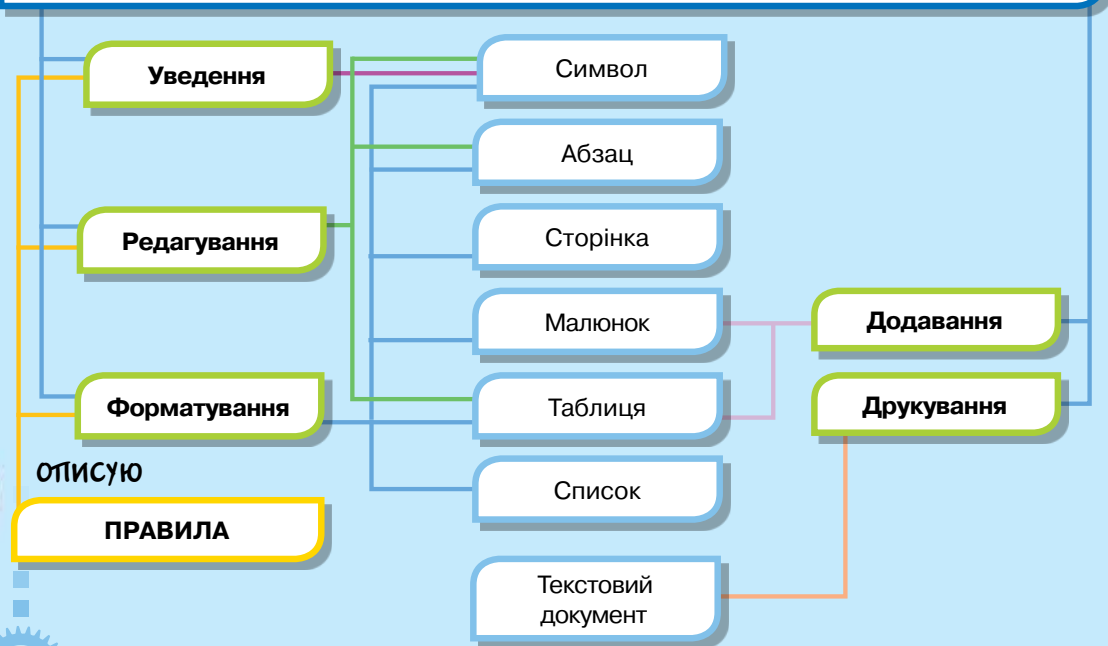 Уведення
Символ
Абзац
Редагування
Сторінка
Малюнок
Додавання
Форматування
Таблиця
Друкування
описую
Список
ПРАВИЛА
Текстовий
документ